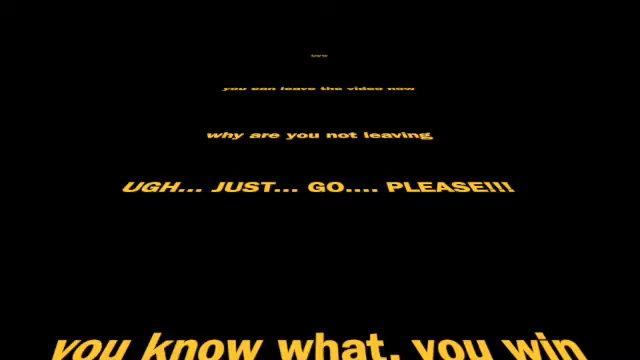 you can leave the video now
why are you not leaving
UGH... JUST... GO.... PLEASE!!!
you know what, you win